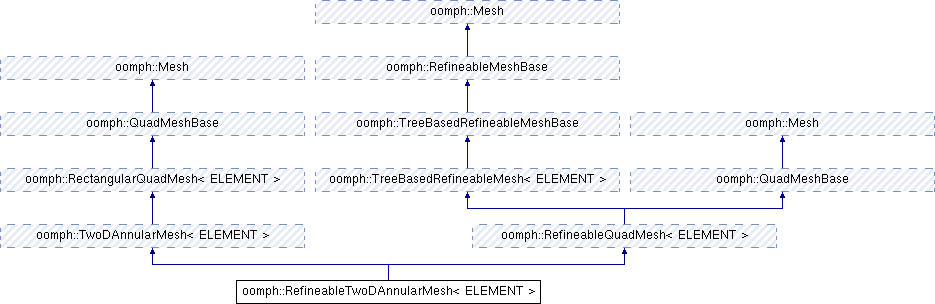 oomph::Mesh
oomph::Mesh
oomph::RefineableMeshBase
oomph::QuadMeshBase
oomph::TreeBasedRefineableMeshBase
oomph::Mesh
oomph::RectangularQuadMesh< ELEMENT >
oomph::TreeBasedRefineableMesh< ELEMENT >
oomph::QuadMeshBase
oomph::TwoDAnnularMesh< ELEMENT >
oomph::RefineableQuadMesh< ELEMENT >
oomph::RefineableTwoDAnnularMesh< ELEMENT >